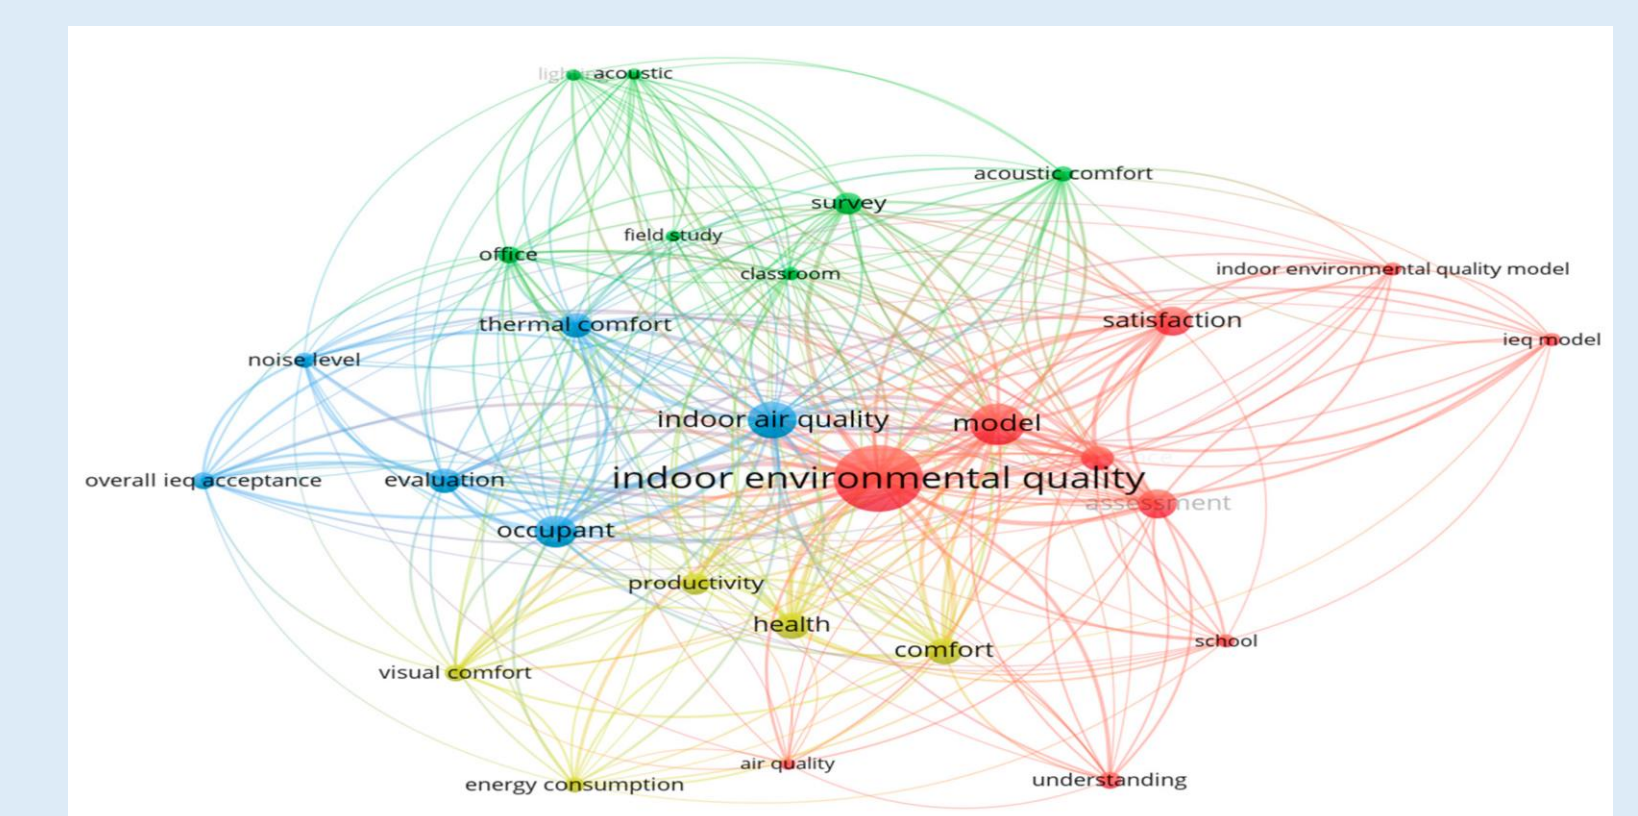 acoustic
acoustic comfort
survey
field study
office
classroom
indoor environmental quality model
satisfaction
thermal comfort
ieq model
noise level
indoor air quality
model
indoor environmental quality
overall ieq acceptance
evaluation
assessment
occupant
productivity
health
school
comfort
visual comfort
air quality
understanding
energy consumption